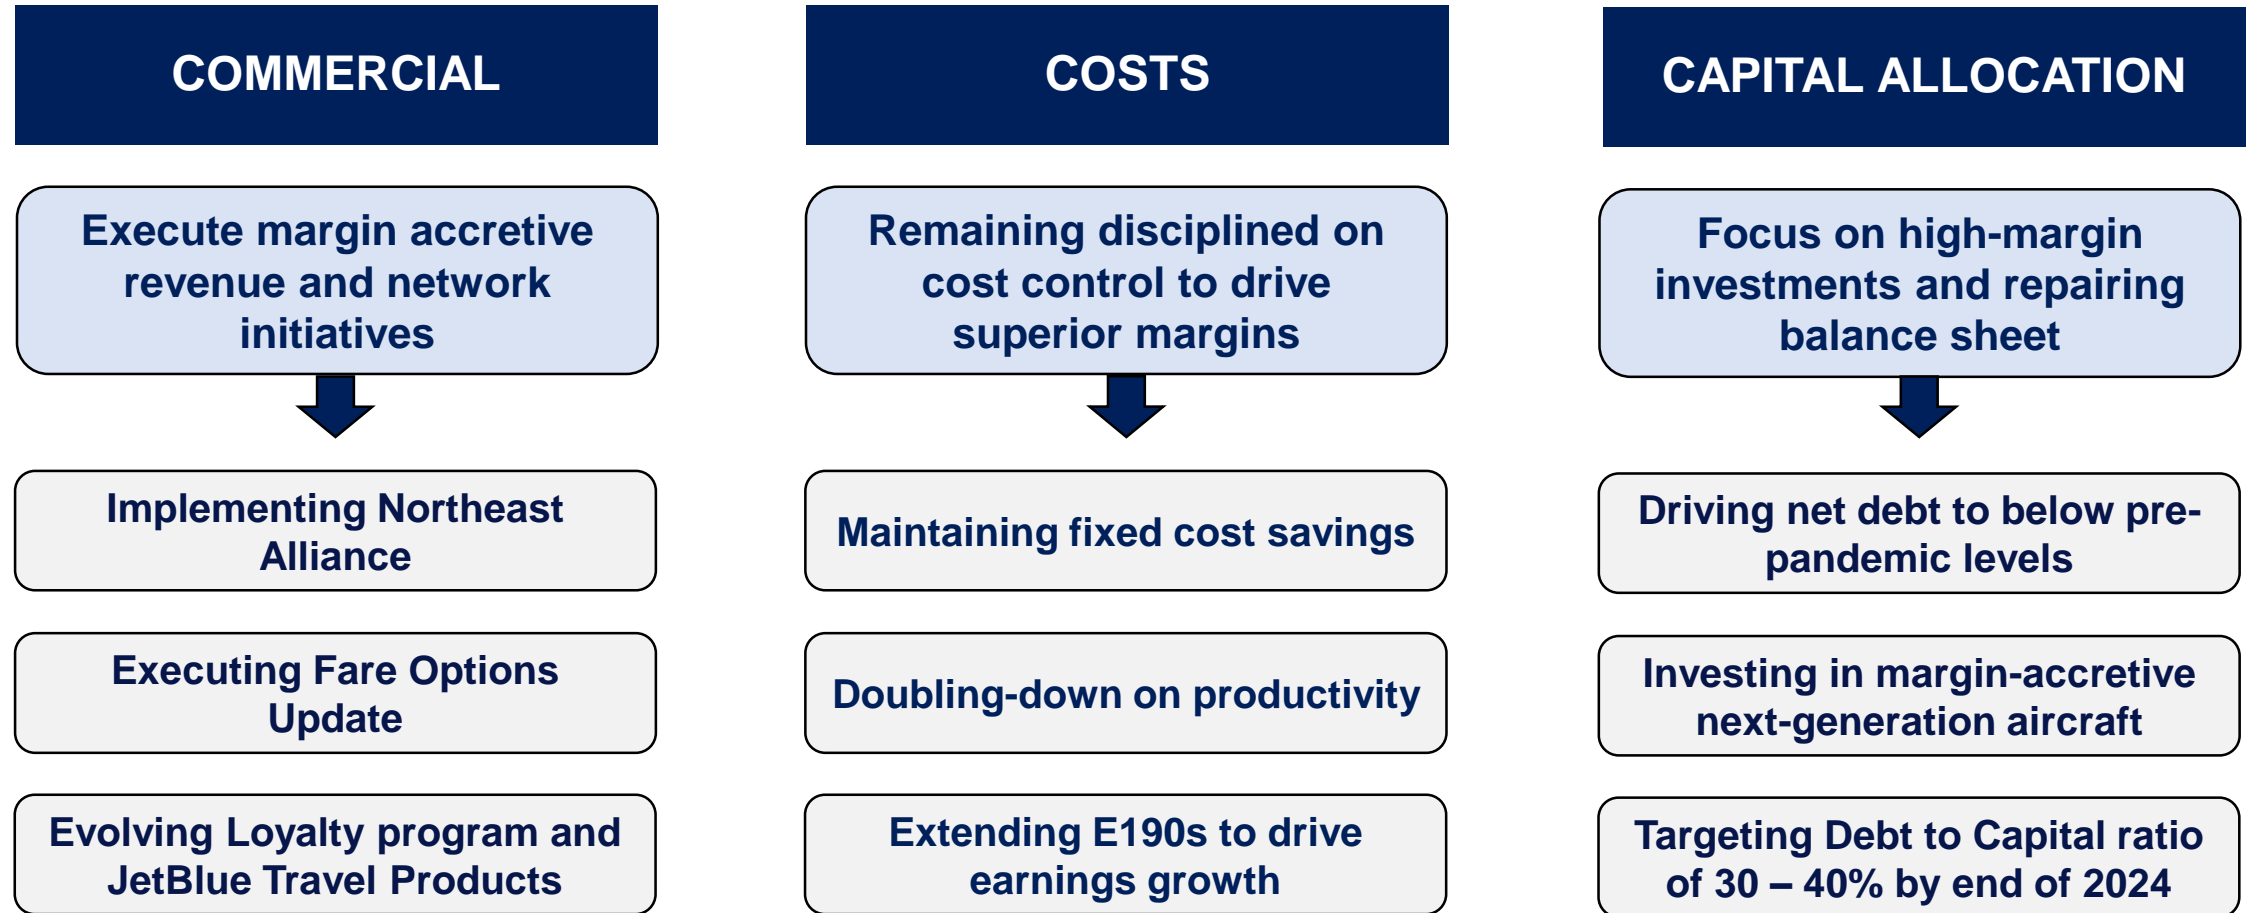 COMMERCIAL
Execute margin accretive
revenue and network
initiatives
Implementing Northeast
Alliance
Executing Fare Options
Update
Evolving Loyalty program and
JetBlue Travel Products
COSTS
Remaining disciplined on
cost control to drive
superior margins
Maintaining fixed cost savings
Doubling-down on productivity
Extending E190s to drive
earnings growth
CAPITAL ALLOCATION
Focus on high-margin
investments and repairing
balance sheet
Driving net debt to below pre-
pandemic levels
Investing in margin-accretive
next-generation aircraft
Targeting Debt to Capital ratio
of 30 – 40% by end of 2024